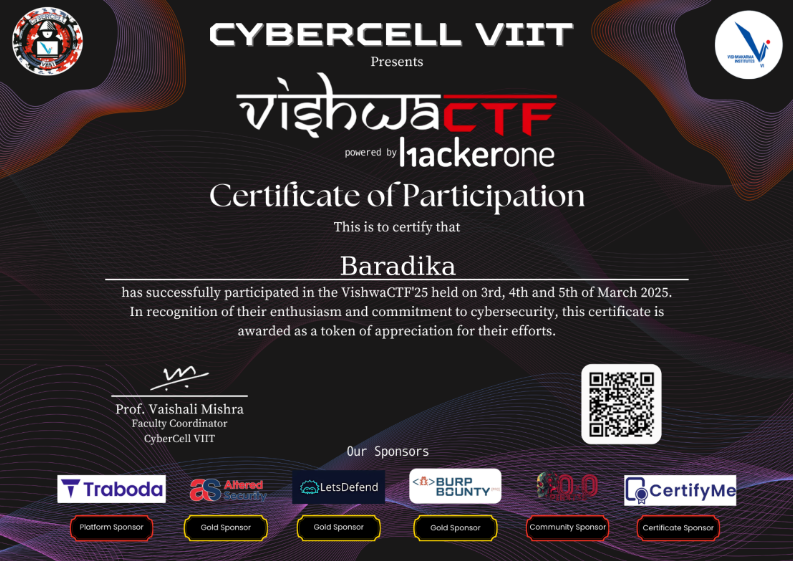 CYBERCELL VIIT
Presents
vishwaCTF
powered by hackerone
Certificate of Participation
This is to certify that
Baradika
has successfully participated in the VishwaCTF'25 held on 3rd, 4th and 5th of March 2025.
In recognition of their enthusiasm and commitment to cybersecurity, this certificate is
awarded as a token of appreciation for their efforts.
Prof. Vaishali Mishra
Faculty Coordinator
CyberCell VIIT
Our Sponsors
Traboda
as Altered Security
LetsDefend
BURP BOUNTY
CertifyMe
Platform Sponsor
Gold Sponsor
Gold Sponsor
Gold Sponsor
Community Sponsor
Certificate Sponsor